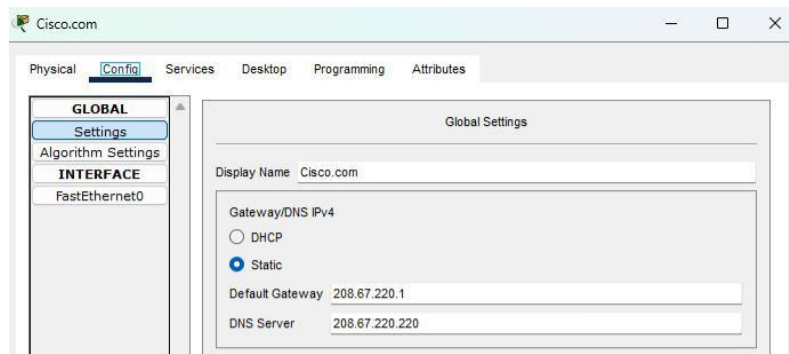 Cisco.com
Physical Config Services Desktop Programming Attributes
GLOBAL
Settings
Algorithm Settings
INTERFACE
FastEthernet0
Global Settings
Display Name Cisco.com
Gateway/DNS IPv4
DHCP
Static
Default Gateway 208.67.220.1
DNS Server 208.67.220.220